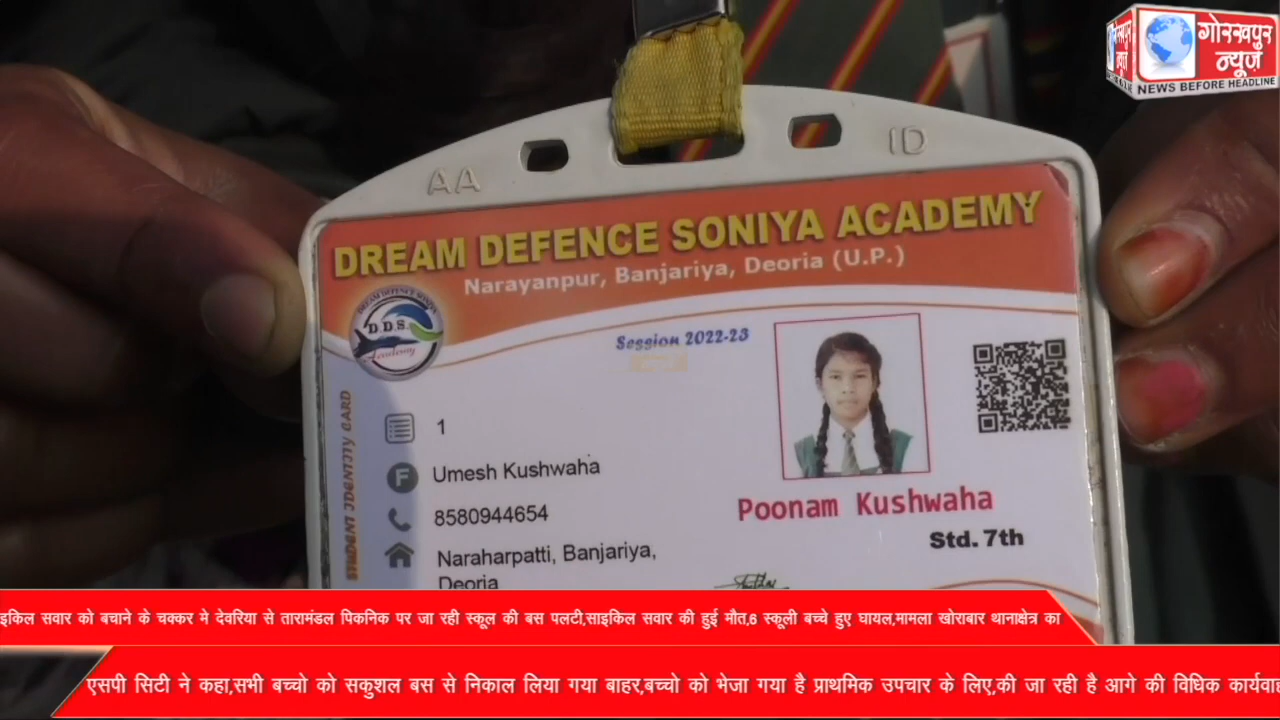 गोरखपुर
न्यूज़
NEWS BEFORE HEADLINE
AA
ID
DREAM DEFENCE SONIYA ACADEMY
Narayanpur, Banjariya, Deoria (U.P.)
D.D.S.
Academy
Session 2022-23
STUDENT IDENTITY CARD
1
F Umesh Kushwaha
8580944654
Naraharpatti, Banjariya,
Deoria
Poonam Kushwaha
Std. 7th
सवार को बचाने के चक्कर मे देवरिया से तारामंडल पिकनिक पर जा रही स्कूल की बस पलटी,साइकिल सवार की हुई मौत,6 स्कूली बच्चे हुए घायल,मामला खोराबार थानाक्षेत्र का
एसपी सिटी ने कहा,सभी बच्चो को सकुशल बस से निकाल लिया गया बाहर,बच्चो को भेजा गया है प्राथमिक उपचार के लिए,की जा रही है आगे की विधिक